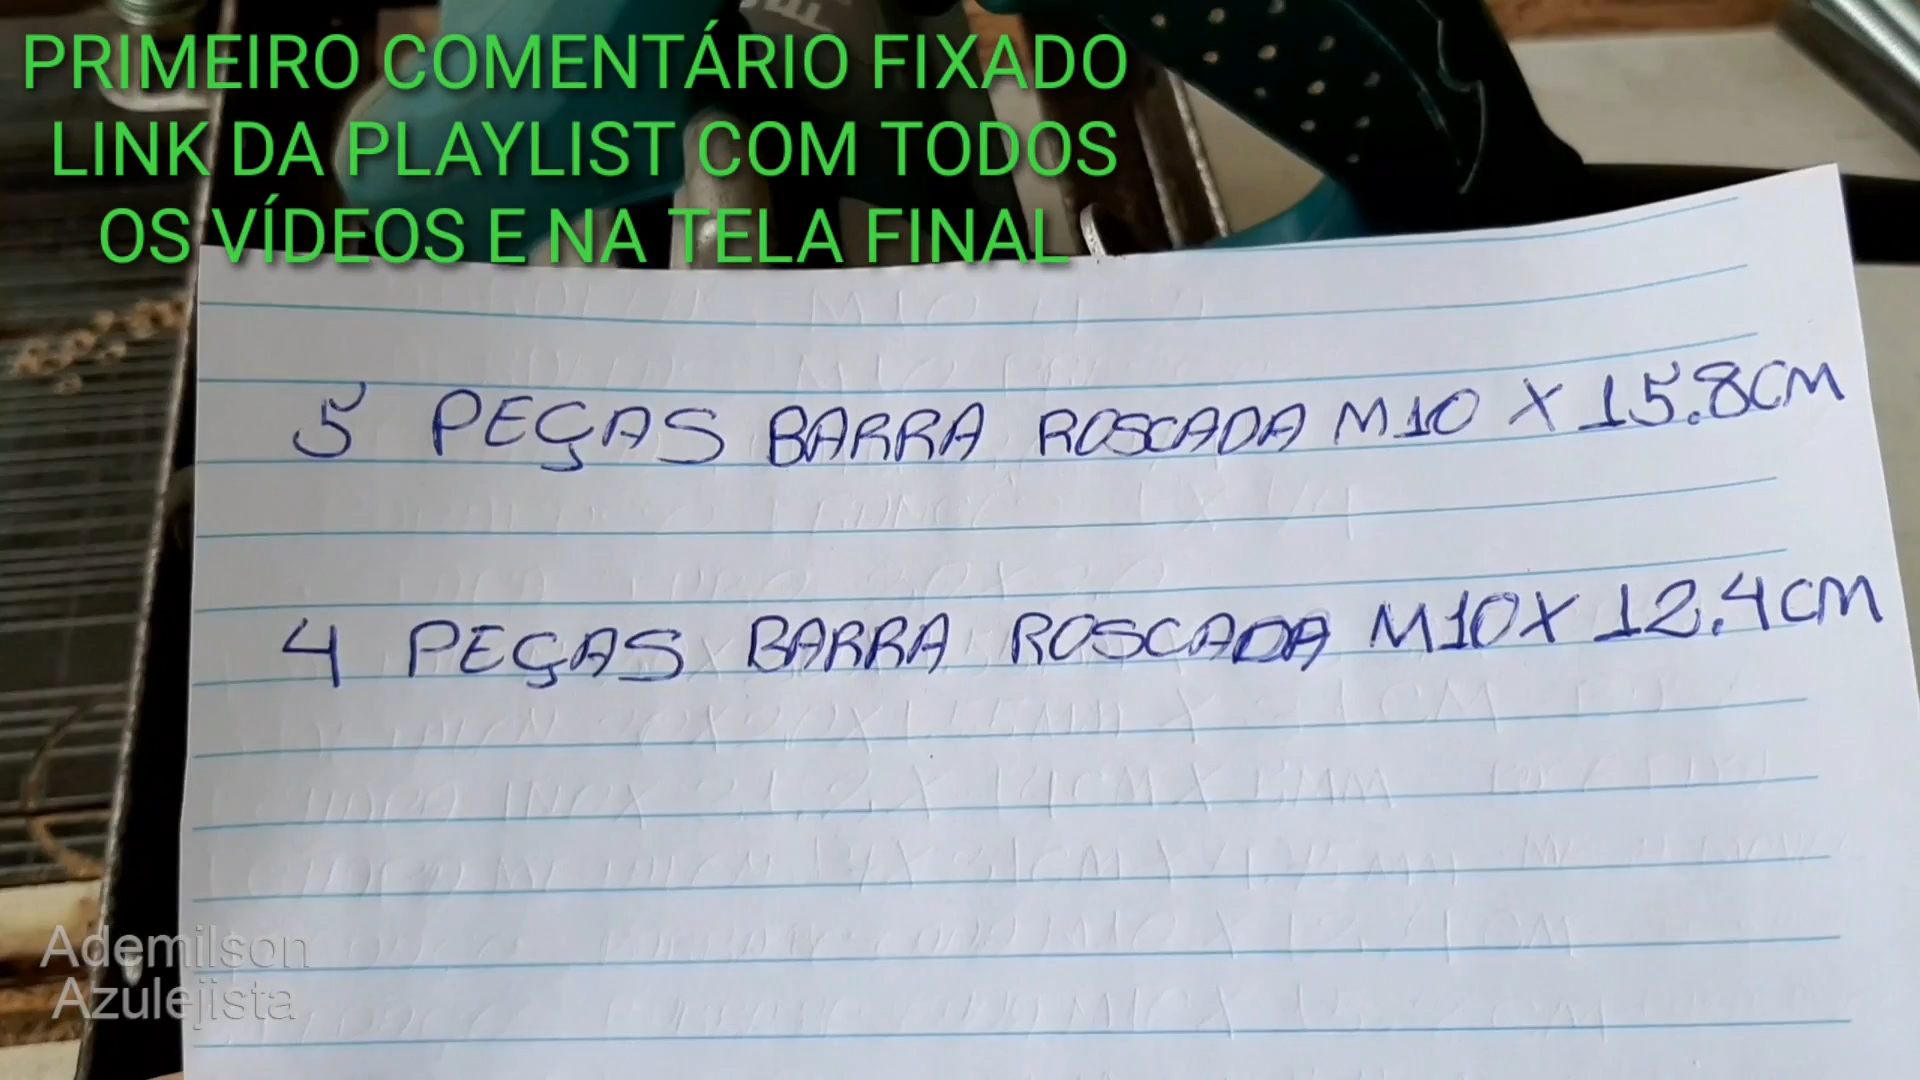 PRIMEIRO COMENTÁRIO FIXADO
LINK DA PLAYLIST COM TODOS
OS VÍDEOS E NA TELA FINAL
5 PEÇAS BARRA ROSCADA M10 X 15.8CM
4 PEÇAS BARRA ROSCADA M10X 12.4CM
Ademilson
Azulejista